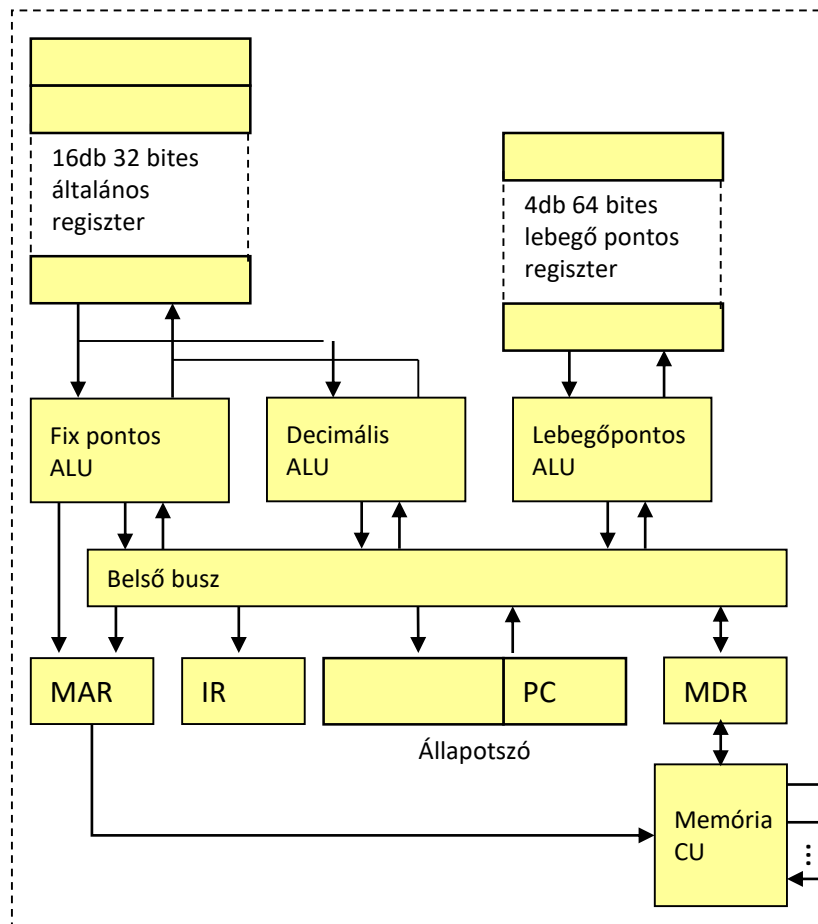 16db 32 bites
általános
regiszter
4db 64 bites
lebegő pontos
regiszter
Fix pontos
ALU
Decimális
ALU
Lebegőpontos
ALU
Belső busz
MAR
IR
PC
MDR
Állapotszó
Memória
CU
...